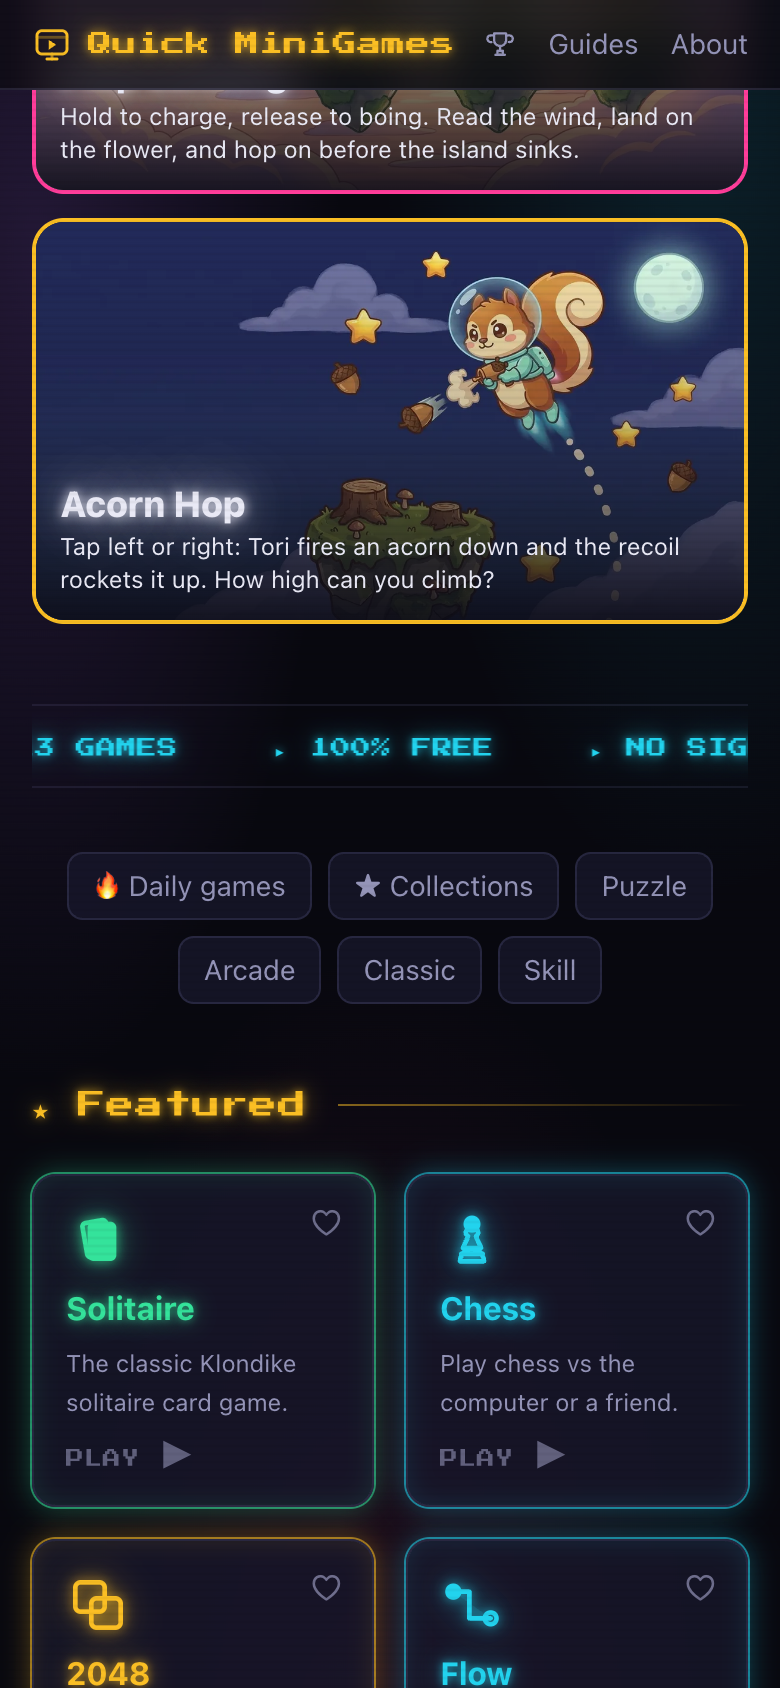 Quick MiniGames
Guides
About
Hold to charge, release to boing. Read the wind, land on
the flower, and hop on before the island sinks.
Acorn Hop
Tap left or right: Tori fires an acorn down and the recoil
rockets it up. How high can you climb?
3 GAMES ▸ 100% FREE ▸ NO SIG
🔥 Daily games
★ Collections
Puzzle
Arcade
Classic
Skill
★ Featured
Solitaire
The classic Klondike
solitaire card game.
PLAY ▶
Chess
Play chess vs the
computer or a friend.
PLAY ▶
2048
Flow